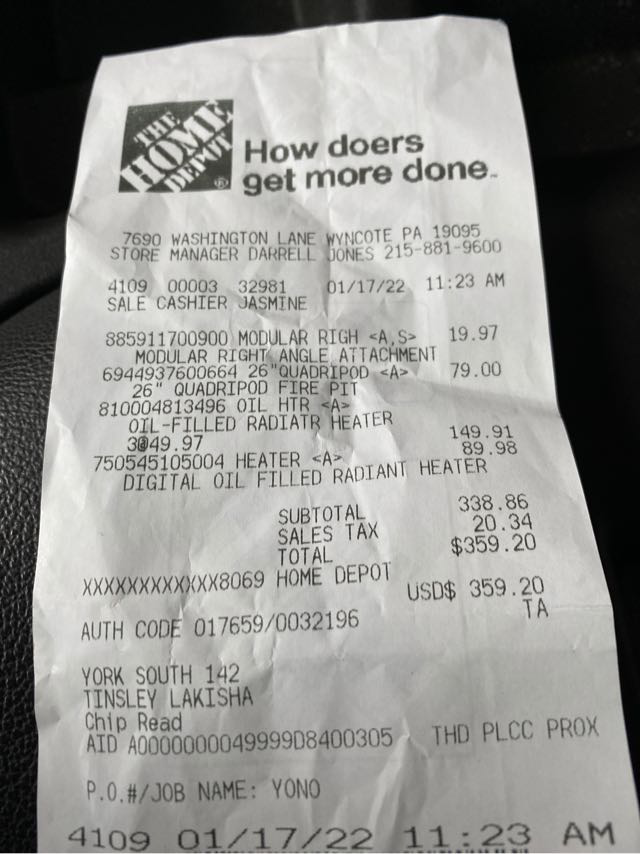 THE
HOME
DEPOT
®
How doers
get more done.™
7690 WASHINGTON LANE WYNCOTE PA 19095
STORE MANAGER DARRELL JONES 215-881-9600
4109 00003 32981 01/17/22 11:23 AM
SALE CASHIER JASMINE
885911700900 MODULAR RIGH <A,S> 19.97
MODULAR RIGHT ANGLE ATTACHMENT
6944937600664 26"QUADRIPOD <A> 79.00
26" QUADRIPOD FIRE PIT
810004813496 OIL HTR <A>
OIL-FILLED RADIATR HEATER
3@49.97 149.91
750545105004 HEATER <A> 89.98
DIGITAL OIL FILLED RADIANT HEATER
SUBTOTAL 338.86
SALES TAX 20.34
TOTAL $359.20
XXXXXXXXXXXX8069 HOME DEPOT
USD$ 359.20
TA
AUTH CODE 017659/0032196
YORK SOUTH 142
TINSLEY LAKISHA
Chip Read
AID A0000000049999D8400305 THD PLCC PROX
P.O.#/JOB NAME: YONO
4109 01/17/22 11:23 AM